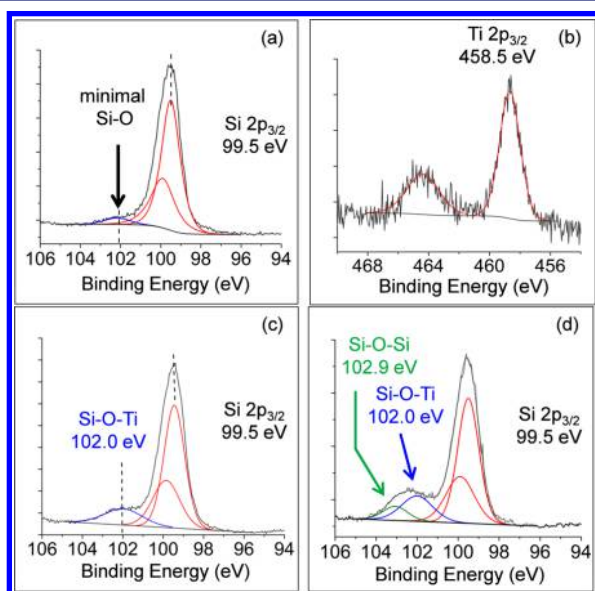 (a)
minimal
Si-O
Si 2p3/2
99.5 eV
106 104 102 100 98 96 94
Binding Energy (eV)
(b)
Ti 2p3/2
458.5 eV
468 464 460 456
Binding Energy (eV)
(c)
Si-O-Ti
102.0 eV
Si 2p3/2
99.5 eV
106 104 102 100 98 96 94
Binding Energy (eV)
(d)
Si-O-Si
102.9 eV
Si-O-Ti
102.0 eV
Si 2p3/2
99.5 eV
106 104 102 100 98 96 94
Binding Energy (eV)